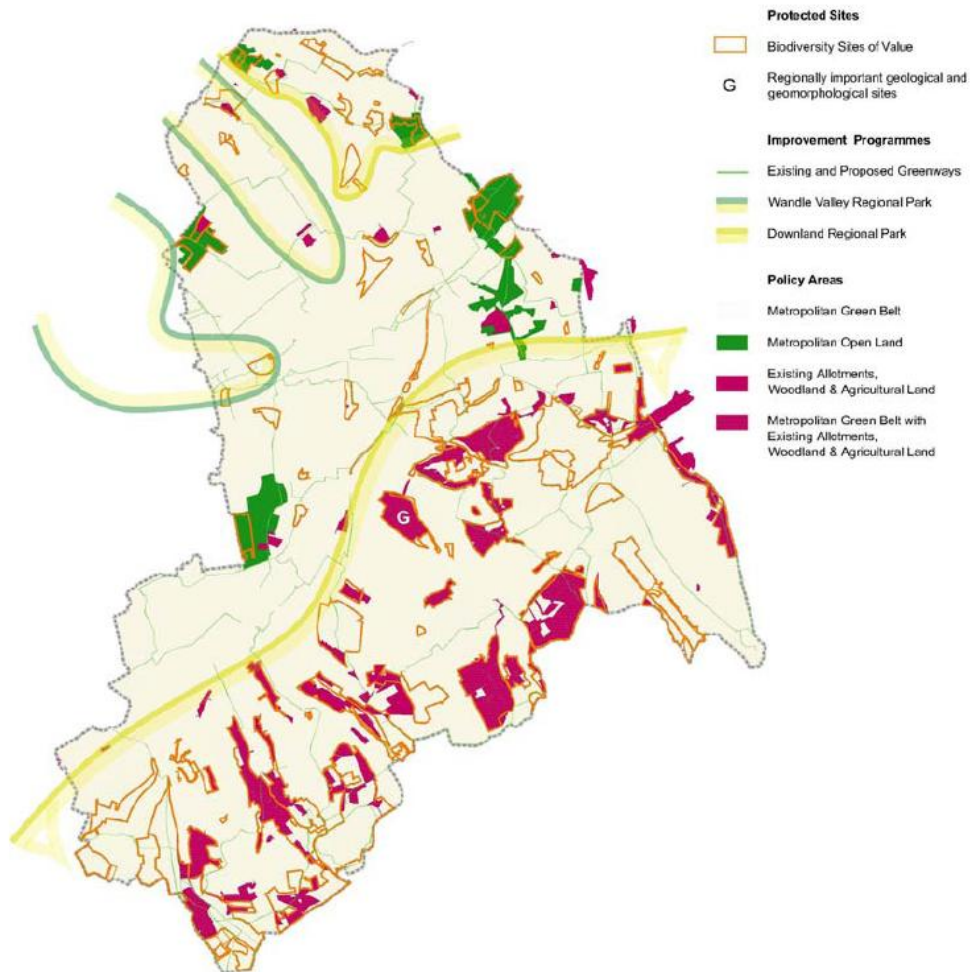 Protected Sites
Biodiversity Sites of Value
G
Regionally important geological and
geomorphological sites
Improvement Programmes
Existing and Proposed Greenways
Wandle Valley Regional Park
Downland Regional Park
Policy Areas
Metropolitan Green Belt
Metropolitan Open Land
Existing Allotments,
Woodland & Agricultural Land
Metropolitan Green Belt with
Existing Allotments,
Woodland & Agricultural Land
G